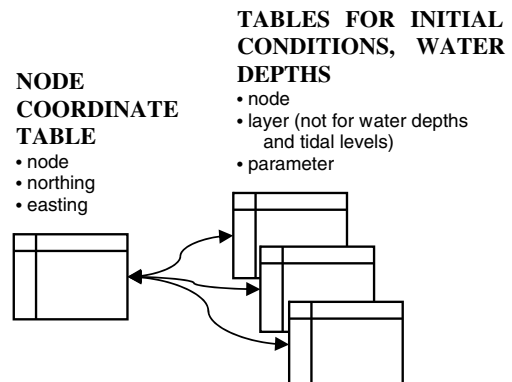 NODE
COORDINATE
TABLE
• node
• northing
• easting
TABLES FOR INITIAL
CONDITIONS, WATER
DEPTHS
• node
• layer (not for water depths
and tidal levels)
• parameter